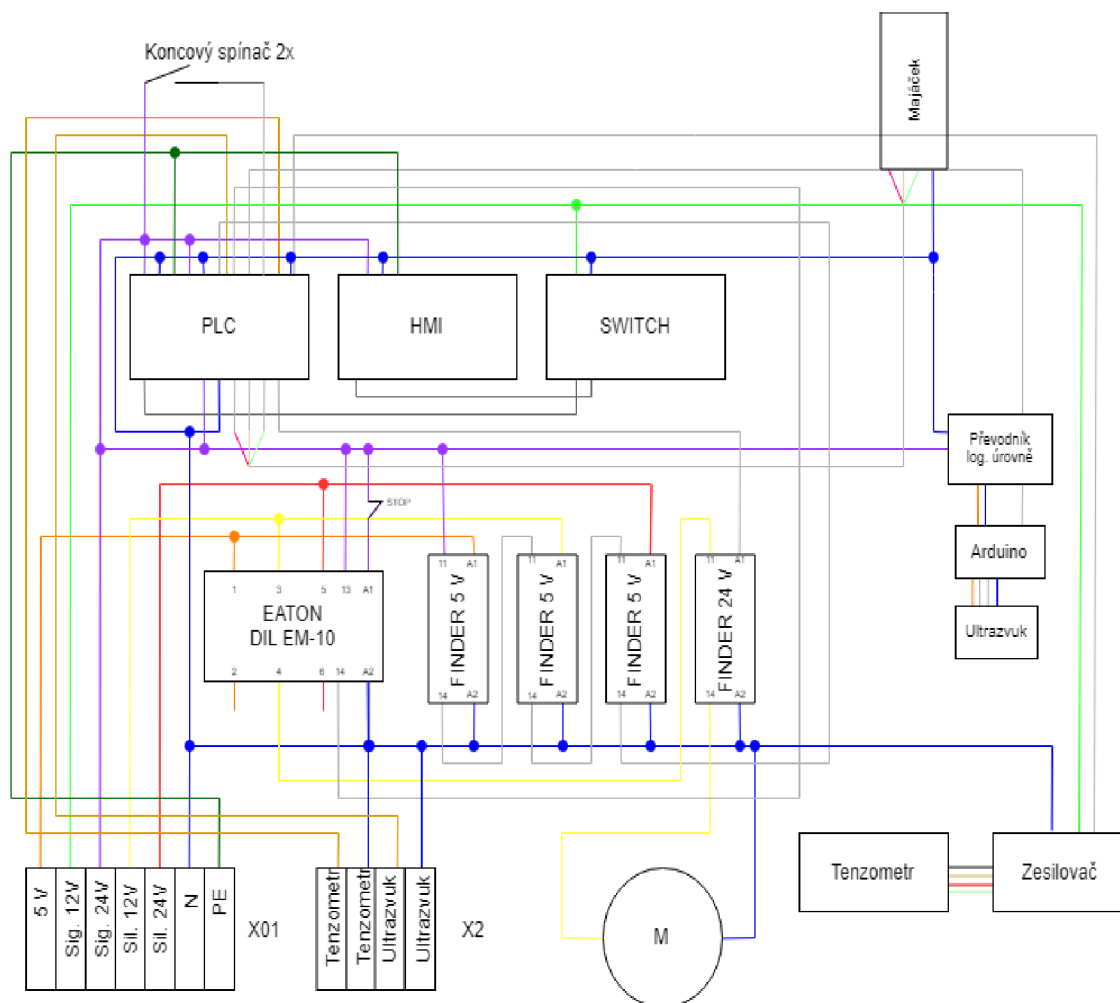 Koncový spínač 2x
Majáček
PLC
HMI
SWITCH
Převodník
log. úrovně
STOP
Arduino
Ultrazvuk
1
3
5
13
A1
EATON
DIL EM-10
2
4
6
14
A2
11
A1
FINDER 5 V
14
A2
11
A1
FINDER 5 V
14
A2
11
A1
FINDER 5 V
14
A2
11
A1
FINDER 24 V
14
A2
5 V
Sig. 12V
Sig. 24V
Sil. 12V
Sil. 24V
N
PE
X01
Tenzometr
Tenzometr
Ultrazvuk
Ultrazvuk
X2
M
Tenzometr
Zesilovač